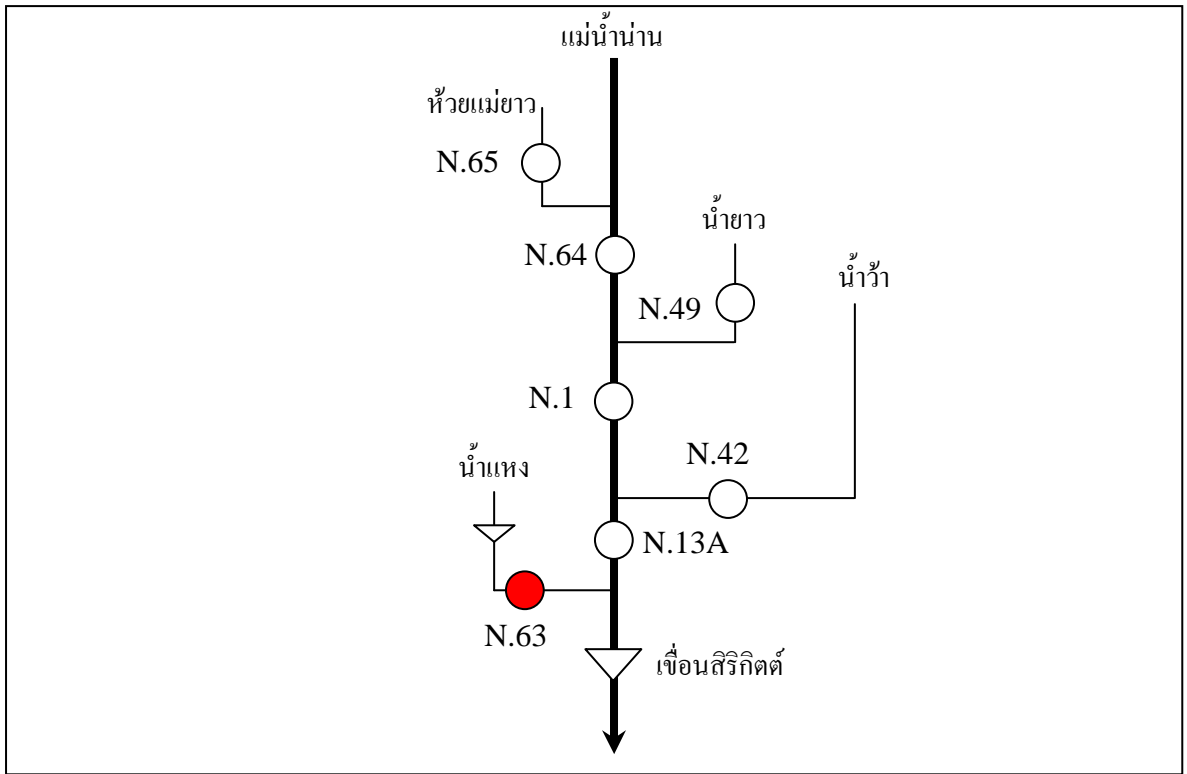 แม่น้ำน่าน
ห้วยแม่ยาว
N.65
น้ำยาว
N.64
น้ำว้า
N.49
N.1
N.42
น้ำแหง
N.13A
N.63
เขื่อนสิริกิตต์